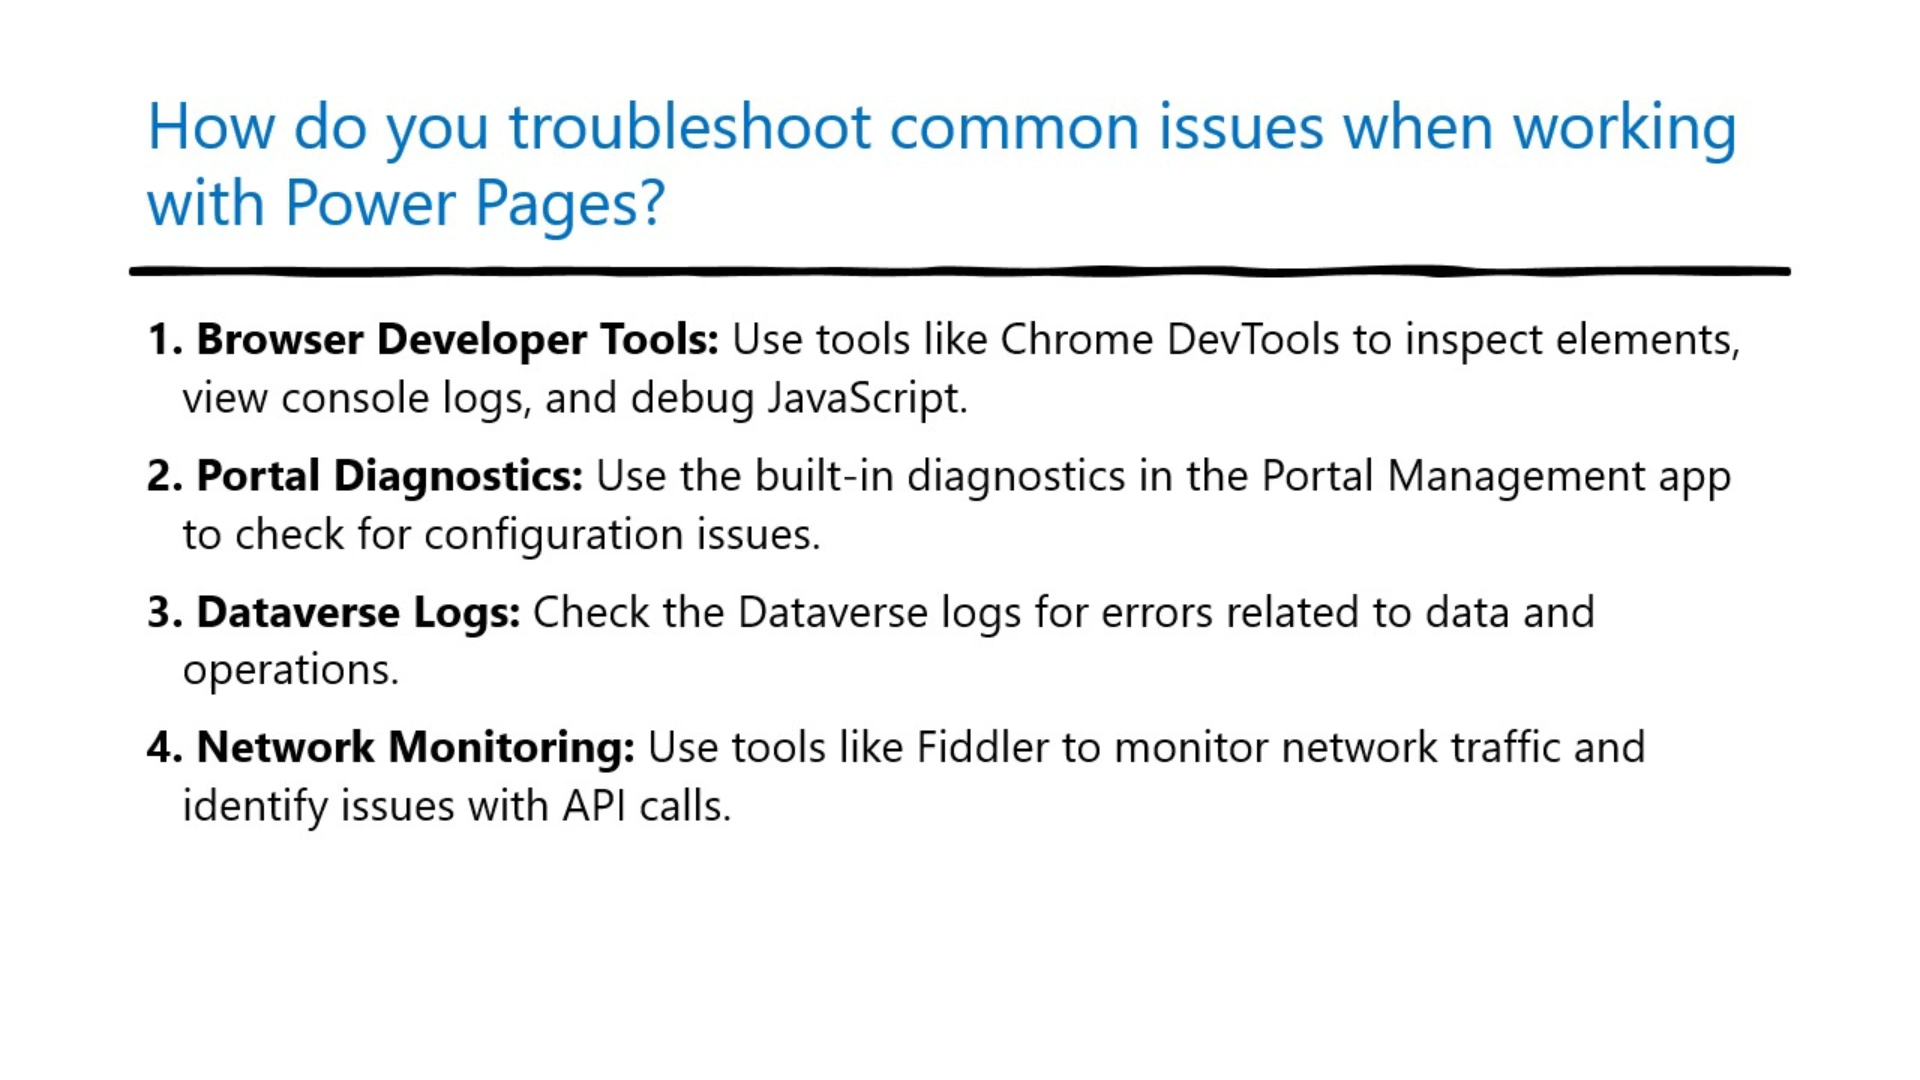 How do you troubleshoot common issues when working
with Power Pages?
1. Browser Developer Tools: Use tools like Chrome DevTools to inspect elements,
view console logs, and debug JavaScript.
2. Portal Diagnostics: Use the built-in diagnostics in the Portal Management app
to check for configuration issues.
3. Dataverse Logs: Check the Dataverse logs for errors related to data and
operations.
4. Network Monitoring: Use tools like Fiddler to monitor network traffic and
identify issues with API calls.